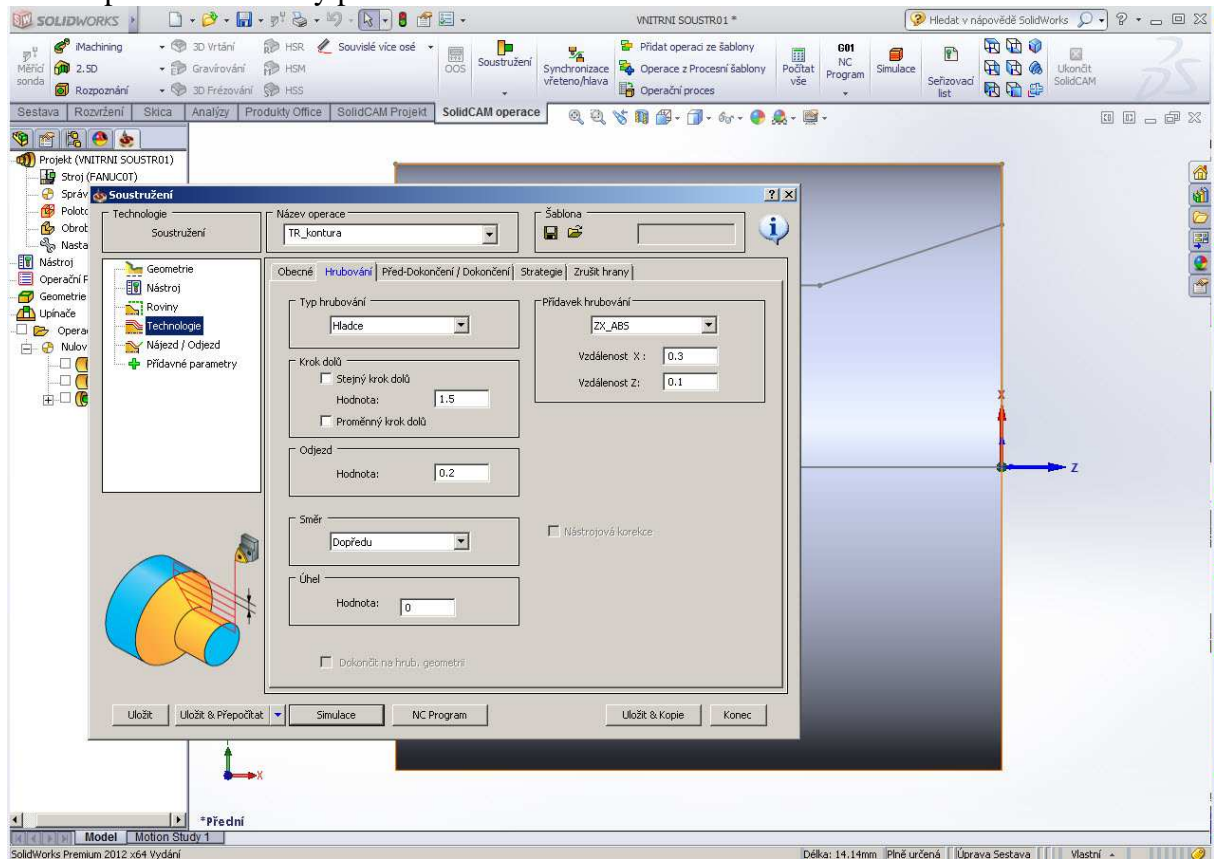 SOLIDWORKS
VNITRNI SOUSTR01 *
Hledat v nápovědě SolidWorks
Měřicí sonda
iMachining
2.5D
Rozpoznání
3D Vrtání
Gravírování
3D Frézování
HSR
HSM
HSS
Souvislé více osé
OOS
Soustružení
Synchronizace vřeteno/hlava
Přidat operaci ze šablony
Operace z Procesní šablony
Operační proces
Počítat vše
G01
NC
Program
Simulace
Seřizovací list
Ukončit SolidCAM
Sestava
Rozvržení
Skica
Analýzy
Produkty Office
SolidCAM Projekt
SolidCAM operace
Projekt (VNITRNI SOUSTR01)
Stroj (FANUC0T)
Správ
Poloto
Obrob
Nasta
Nástroj
Operační P
Geometrie
Upínače
Opera
Nulov
Soustružení
Technologie
Soustružení
Název operace
TR_kontura
Šablona
Geometrie
Nástroj
Roviny
Technologie
Nájezd / Odjezd
Přídavné parametry
Obecné
Hrubování
Před-Dokončení / Dokončení
Strategie
Zrušit hrany
Typ hrubování
Hladce
Krok dolů
Stejný krok dolů
Hodnota: 1.5
Proměnný krok dolů
Odjezd
Hodnota: 0.2
Směr
Dopředu
Úhel
Hodnota: 0
Dokončit na hrub. geometrii
Přídavek hrubování
ZX_ABS
Vzdálenost X : 0.3
Vzdálenost Z: 0.1
Nástrojová korekce
Uložit
Uložit & Přepočítat
Simulace
NC Program
Uložit & Kopie
Konec
X
Z
X
*Přední
Model
Motion Study 1
SolidWorks Premium 2012 x64 Vydání
Délka: 14.14mm
Plně určená
Úprava Sestava
Vlastní